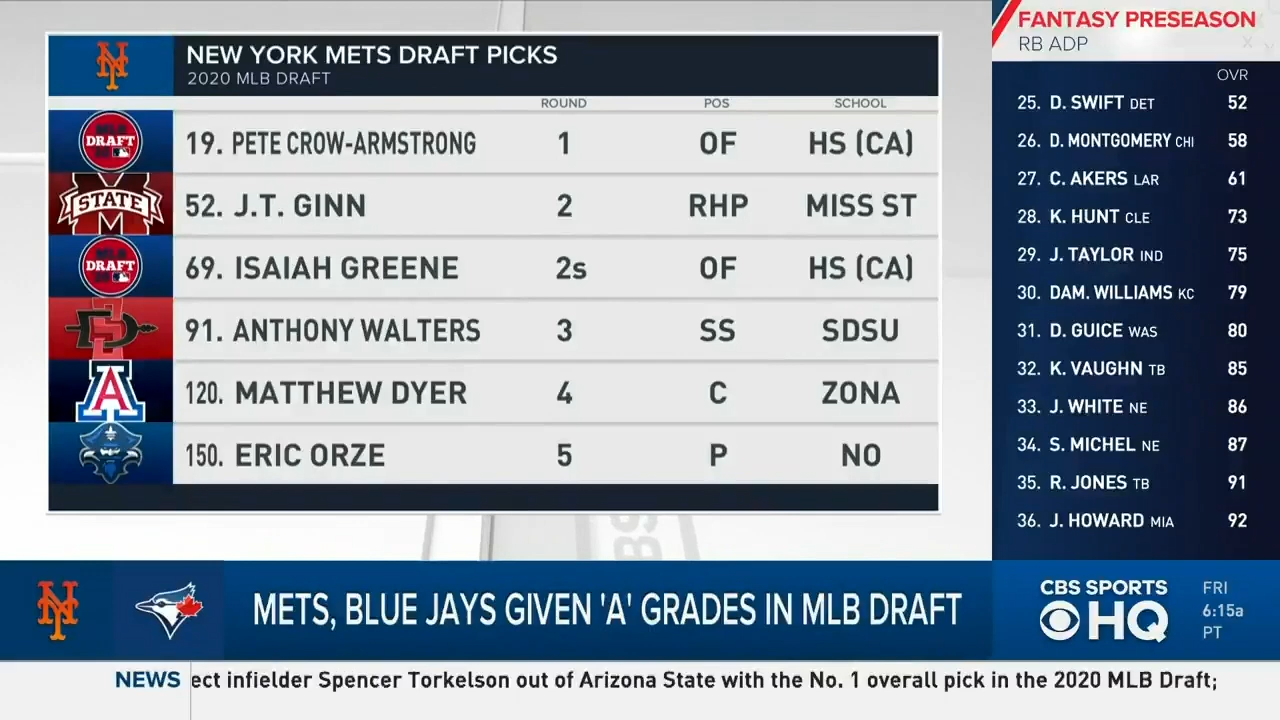 NEW YORK METS DRAFT PICKS
2020 MLB DRAFT
ROUND POS SCHOOL
DRAFT 19. PETE CROW-ARMSTRONG 1 OF HS (CA)
STATE 52. J.T. GINN 2 RHP MISS ST
DRAFT 69. ISAIAH GREENE 2s OF HS (CA)
91. ANTHONY WALTERS 3 SS SDSU
A 120. MATTHEW DYER 4 C ZONA
150. ERIC ORZE 5 P NO
FANTASY PRESEASON
RB ADP
OVR
25. D. SWIFT DET 52
26. D. MONTGOMERY CHI 58
27. C. AKERS LAR 61
28. K. HUNT CLE 73
29. J. TAYLOR IND 75
30. DAM. WILLIAMS KC 79
31. D. GUICE WAS 80
32. K. VAUGHN TB 85
33. J. WHITE NE 86
34. S. MICHEL NE 87
35. R. JONES TB 91
36. J. HOWARD MIA 92
METS, BLUE JAYS GIVEN 'A' GRADES IN MLB DRAFT
CBS SPORTS
HQ
FRI
6:15a
PT
NEWS ect infielder Spencer Torkelson out of Arizona State with the No. 1 overall pick in the 2020 MLB Draft;